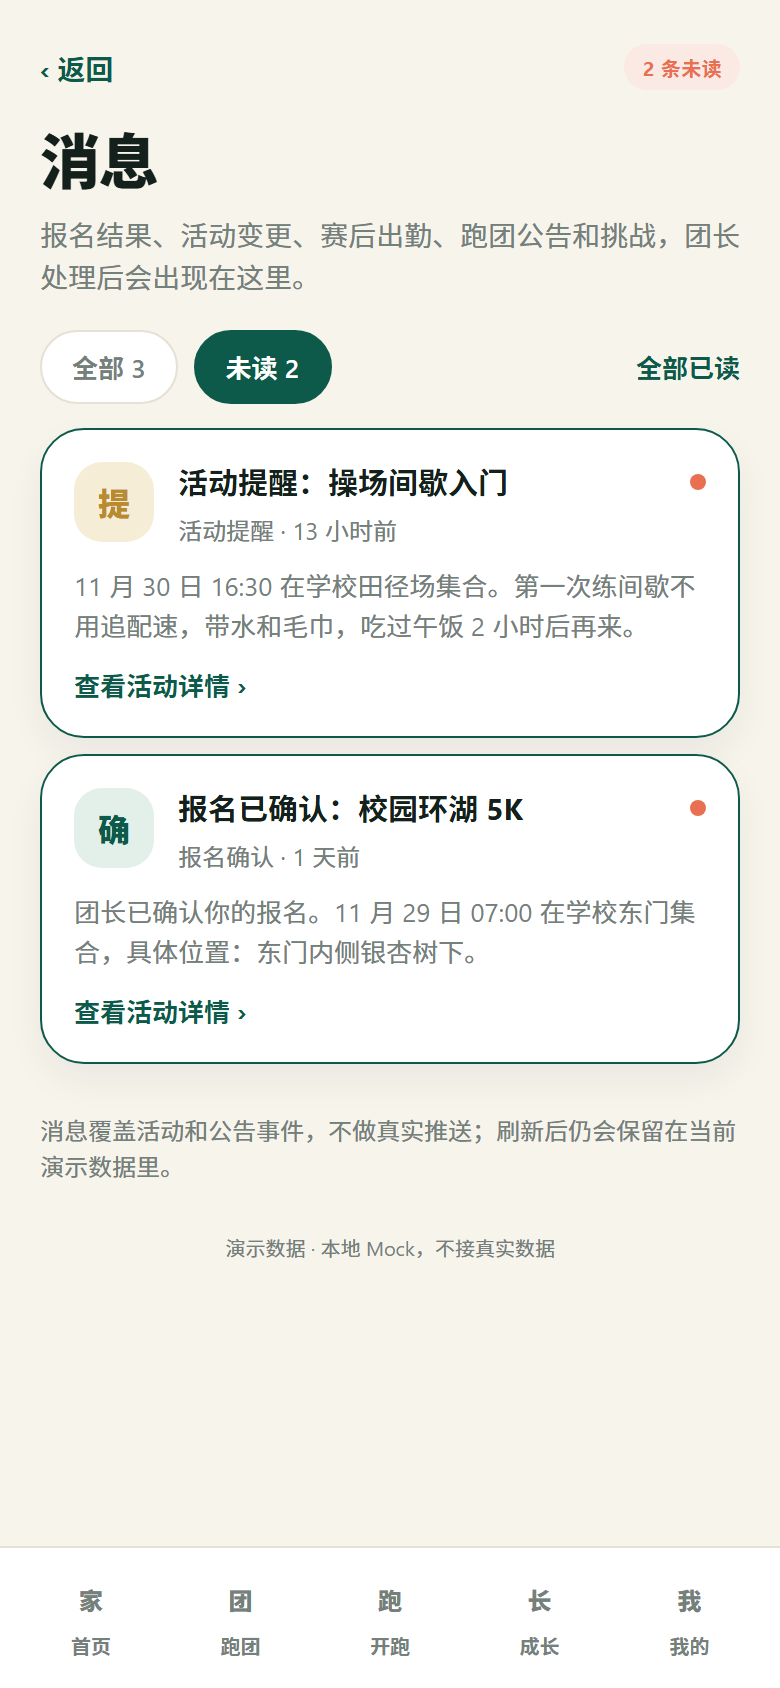 ‹ 返回
2 条未读
消息
报名结果、活动变更、赛后出勤、跑团公告和挑战，团长
处理后会出现在这里。
全部 3
未读 2
全部已读
提
活动提醒：操场间歇入门
活动提醒 · 13 小时前
11 月 30 日 16:30 在学校田径场集合。第一次练间歇不
用追配速，带水和毛巾，吃过午饭 2 小时后再来。
查看活动详情 ›
确
报名已确认：校园环湖 5K
报名确认 · 1 天前
团长已确认你的报名。11 月 29 日 07:00 在学校东门集
合，具体位置：东门内侧银杏树下。
查看活动详情 ›
消息覆盖活动和公告事件，不做真实推送；刷新后仍会保留在当前
演示数据里。
演示数据 · 本地 Mock，不接真实数据
家
团
跑
长
我
首页
跑团
开跑
成长
我的